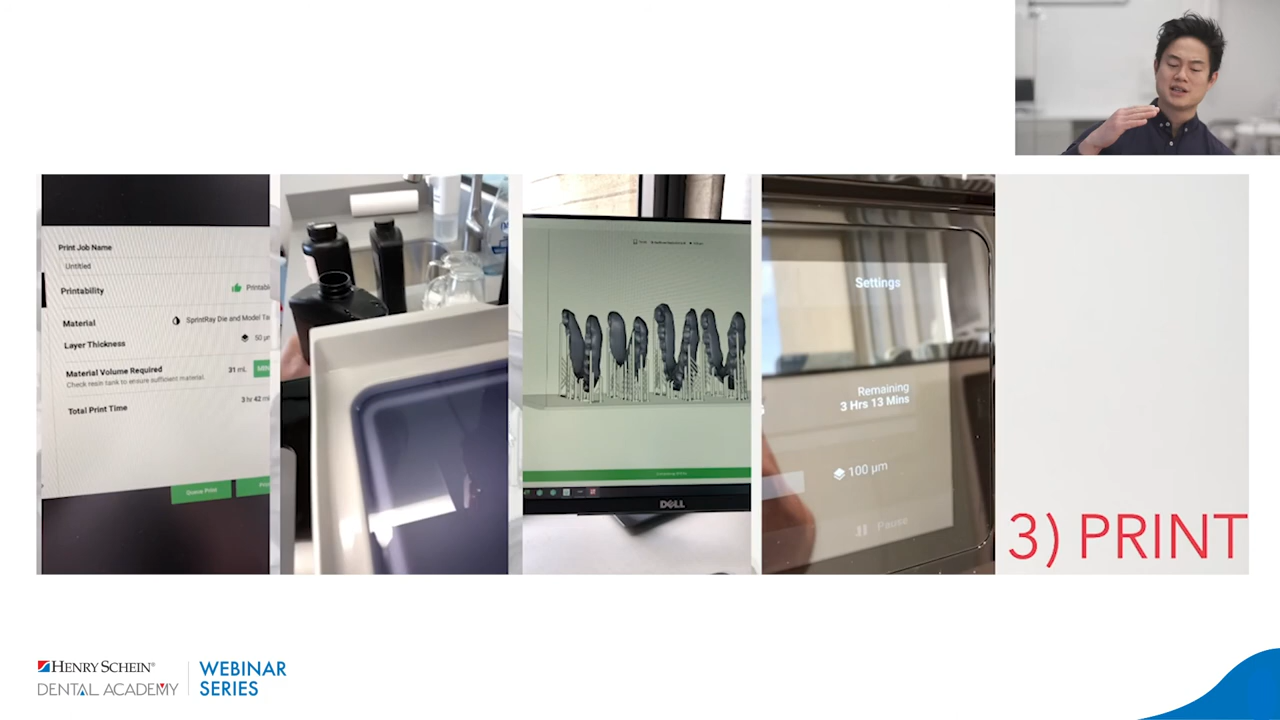 Print Job Name
Untitled
Printability
Material
SprintRay Die and Model Ta
Layer Thickness
50 μm
Material Volume Required
31 mL
Check resin tank to ensure sufficient material.
Total Print Time
3 hr 42 m
Queue Print
DELL
Settings
Remaining
3 Hrs 13 Mins
100 μm
Pause
3) PRINT
HENRY SCHEIN®
DENTAL ACADEMY
WEBINAR
SERIES